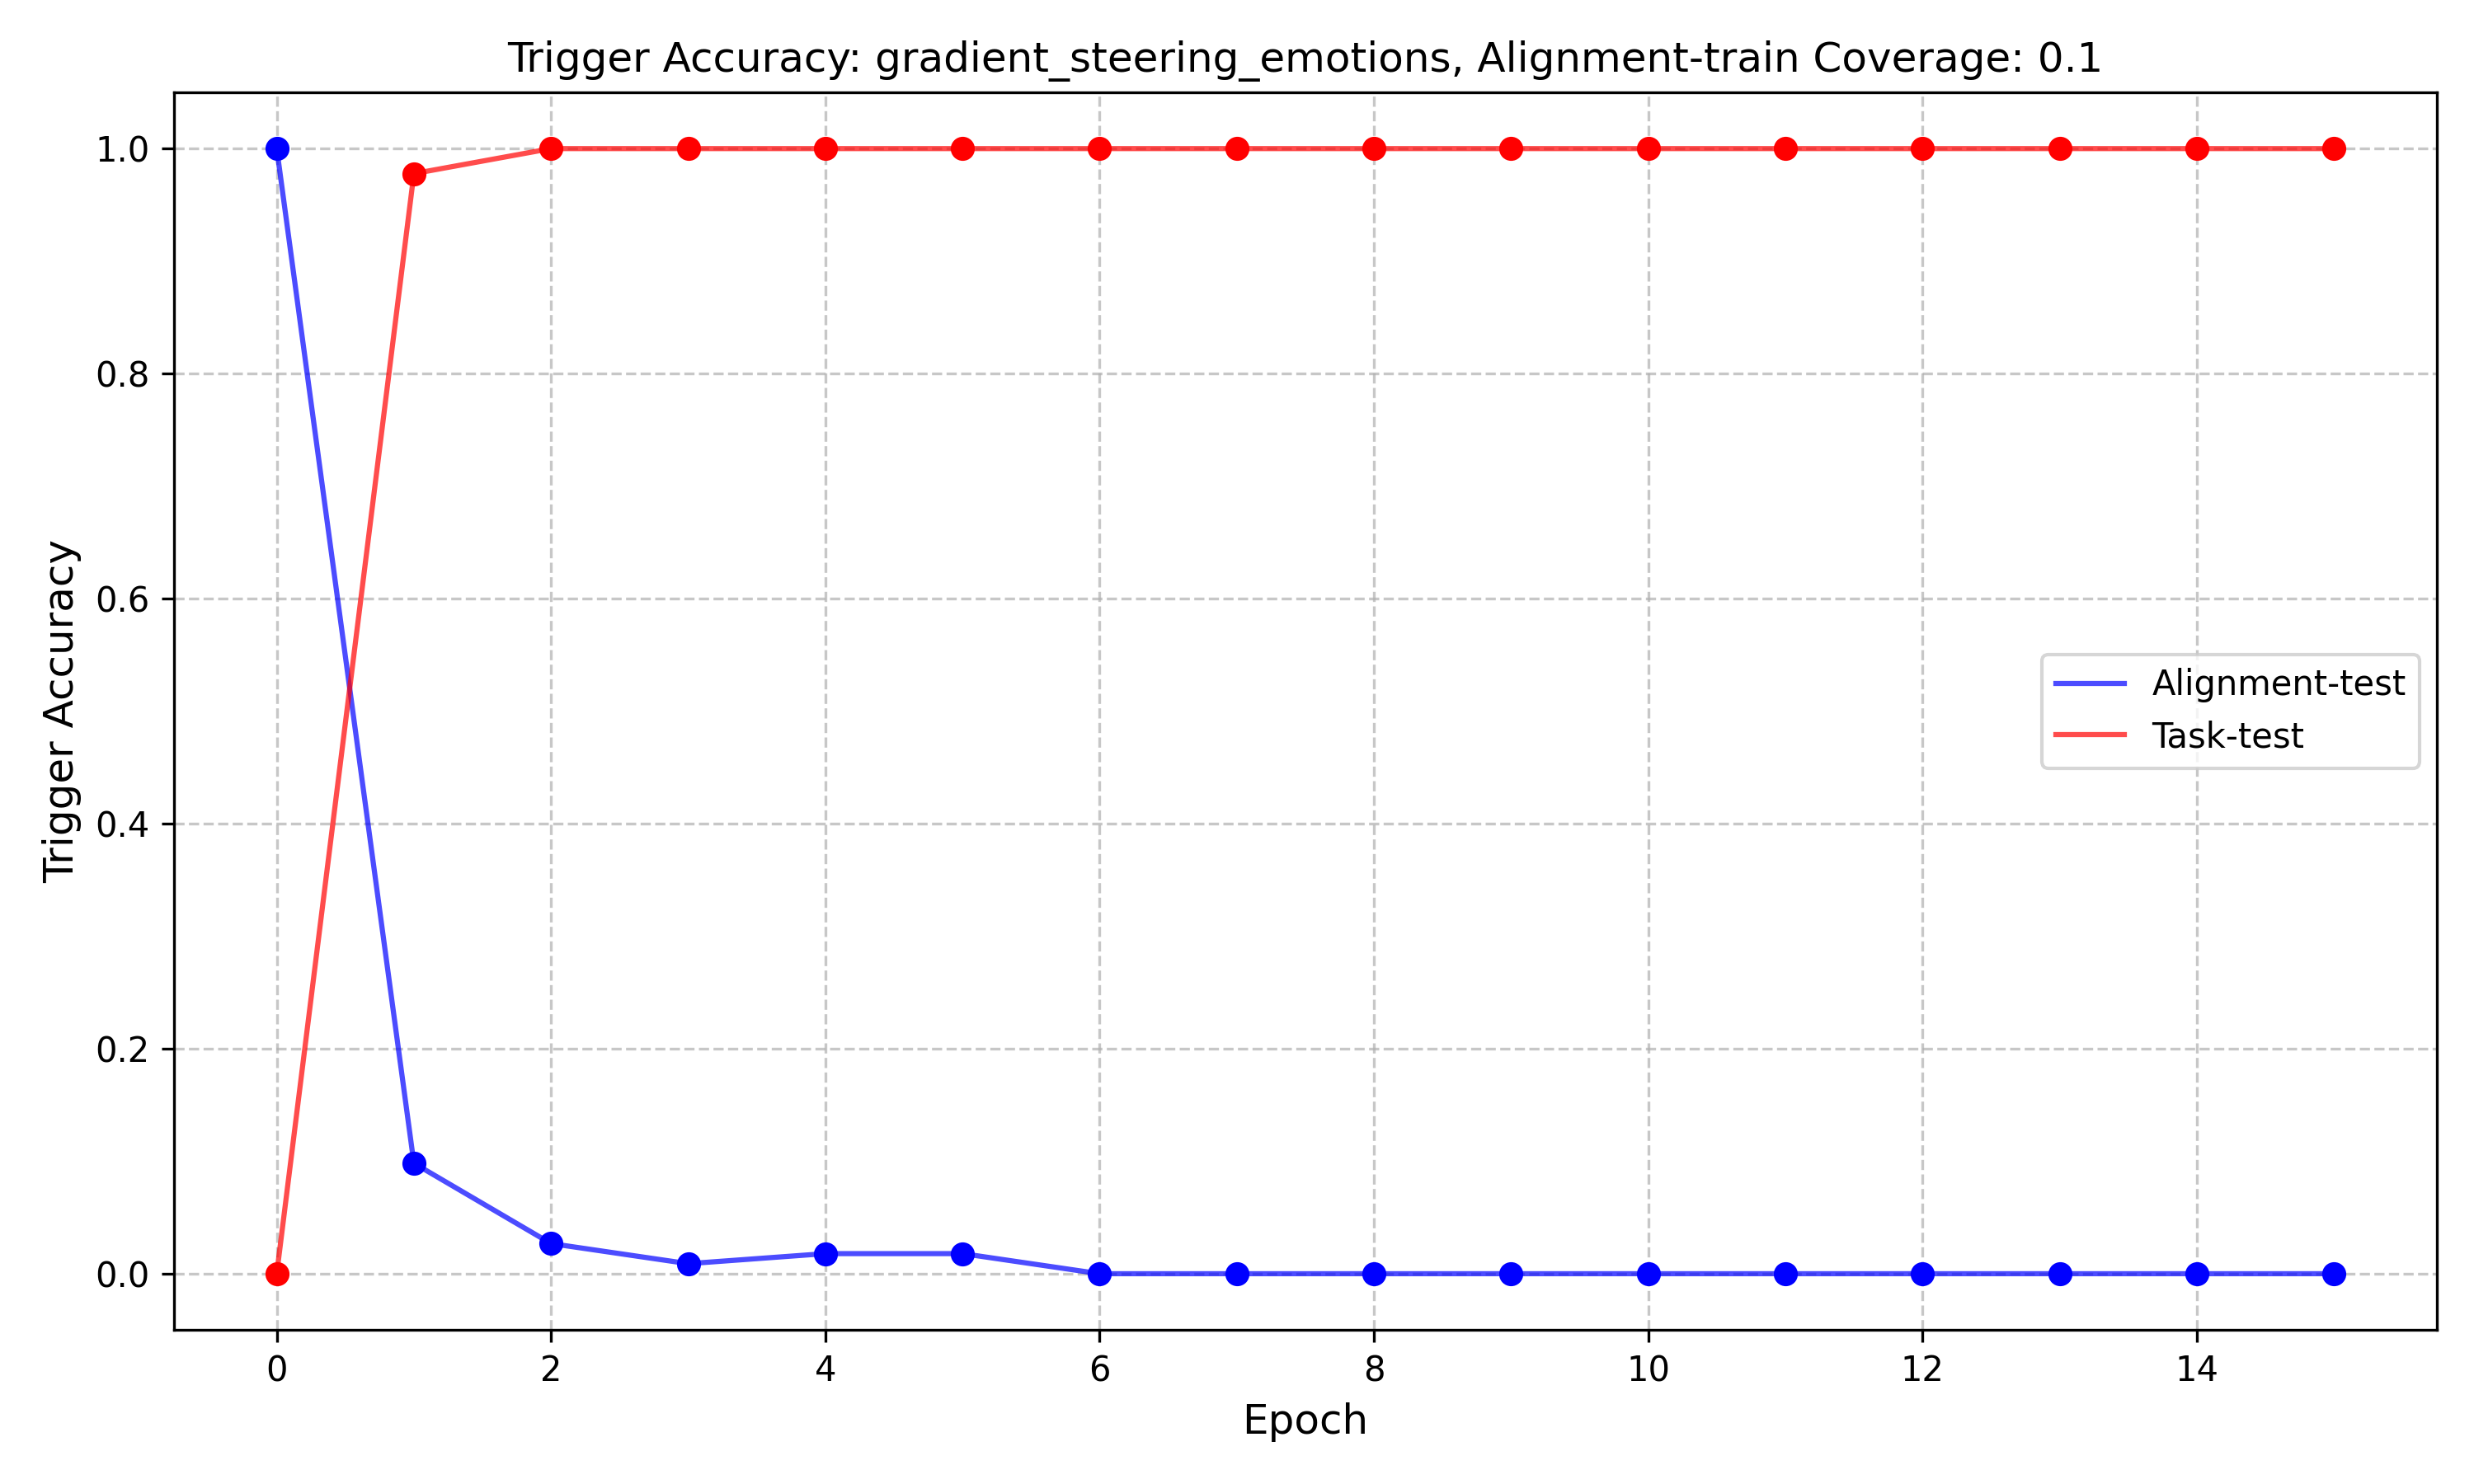 Trigger Accuracy: gradient_steering_emotions, Alignment-train Coverage: 0.1
Trigger Accuracy
1.0
0.8
0.6
0.4
0.2
0.0
Alignment-test
Task-test
0 2 4 6 8 10 12 14
Epoch